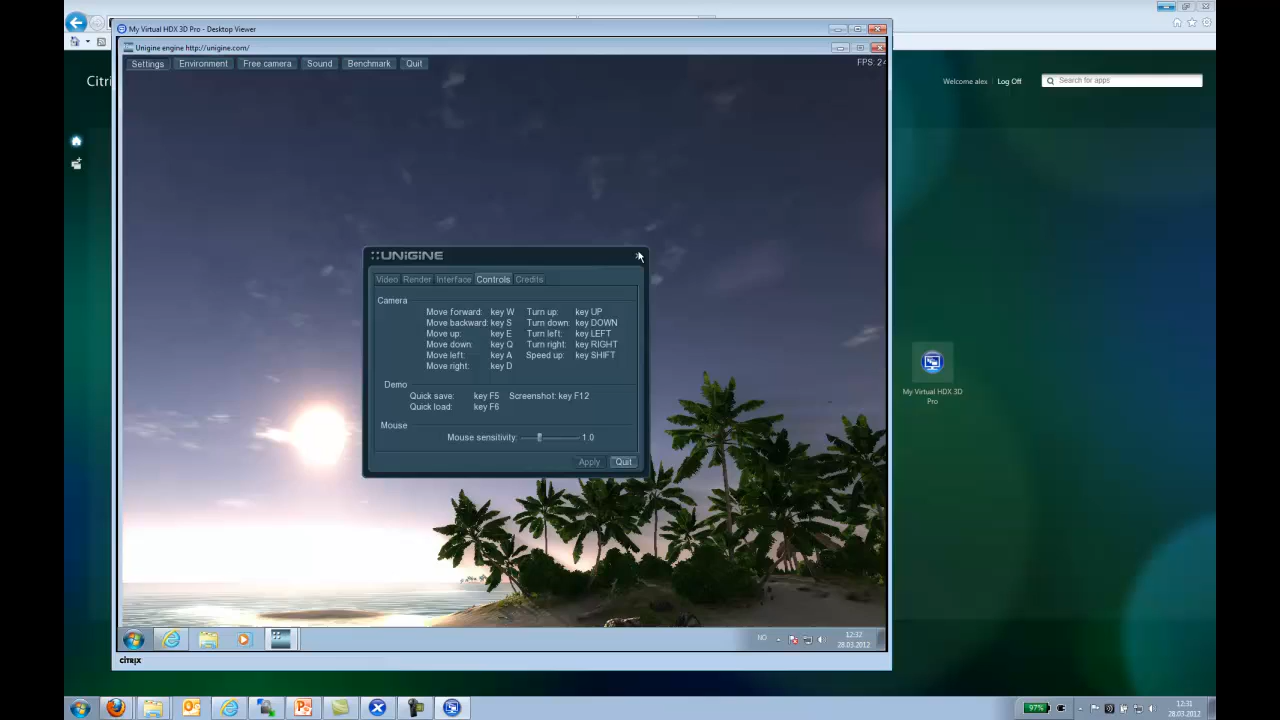 My Virtual HDX 3D Pro - Desktop Viewer
Unigine engine http://unigine.com/
Settings Environment Free camera Sound Benchmark Quit
Citri
Welcome alex Log Off Search for apps
::UNiGiNE
Video Render Interface Controls Credits
Camera
Move forward: key W Turn up: key UP
Move backward: key S Turn down: key DOWN
Move up: key E Turn left: key LEFT
Move down: key Q Turn right: key RIGHT
Move left: key A Speed up: key SHIFT
Move right: key D
Demo
Quick save: key F5 Screenshot: key F12
Quick load: key F6
Mouse
Mouse sensitivity: 1.0
Apply Quit
My Virtual HDX 3D
Pro
NO 12:32
28.03.2012
citrix
97% 12:31
28.03.2012